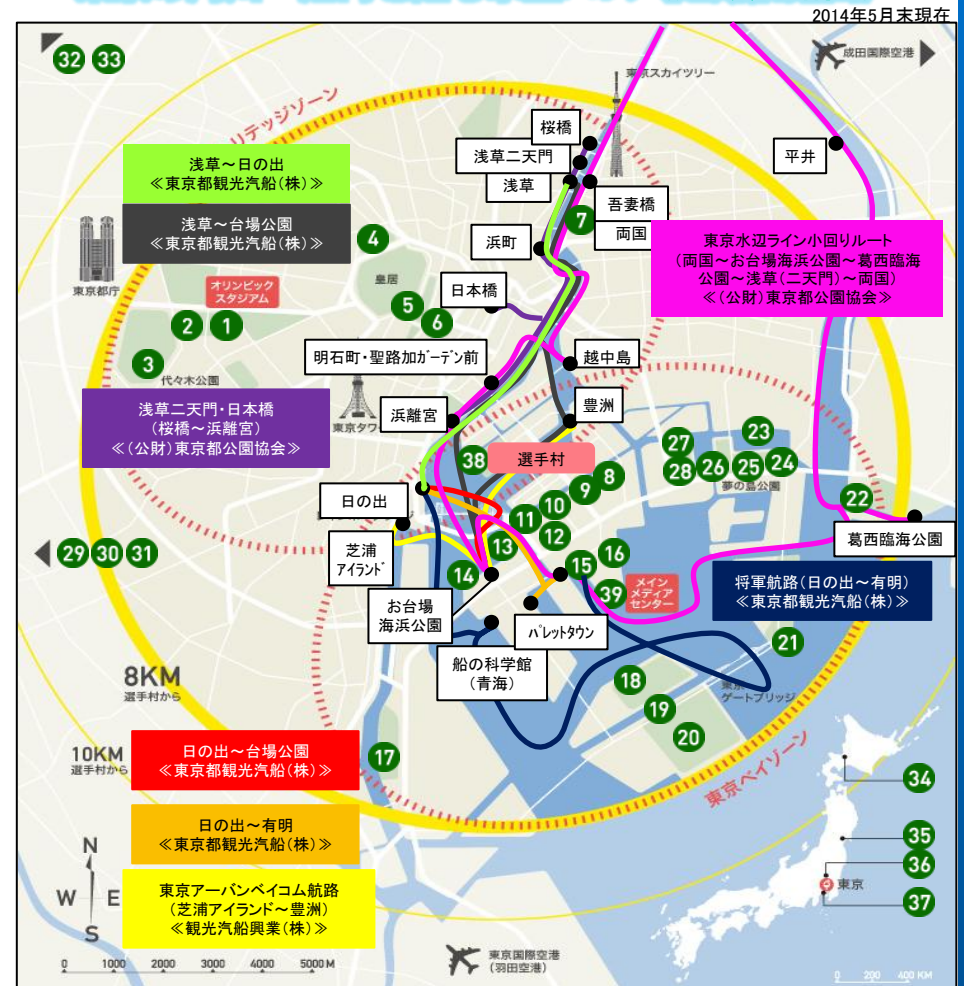 2014年5月末現在
32 33
成田国際空港
東京スカイツリー
リテッジゾーン
桜橋
浅草二天門
浅草
平井
浅草～日の出
≪東京都観光汽船(株)≫
吾妻橋
両国
7
浅草～台場公園
≪東京都観光汽船(株)≫
4
浜町
東京水辺ライン小回りルート
(両国～お台場海浜公園～葛西臨海
公園～浅草(二天門)～両国)
≪(公財)東京都公園協会≫
東京都庁
オリンピック
スタジアム
皇居
日本橋
5
6
2 1
3
代々木公園
明石町・聖路加ガーデン前
越中島
浅草二天門・日本橋
(桜橋～浜離宮)
≪(公財)東京都公園協会≫
東京タワー
浜離宮
豊洲
38
選手村
27 23
28 26 25 24
夢の島公園
8
9
10
11
12
13
14
15
16
22
日の出
芝浦
アイランド
葛西臨海公園
29 30 31
39
メイン
メディア
センター
将軍航路(日の出～有明)
≪東京都観光汽船(株)≫
お台場
海浜公園
パレットタウン
船の科学館
(青海)
21
ゲートブリッジ
18
19
20
8KM
選手村から
10KM
選手村から
17
東京ベイゾーン
日の出～台場公園
≪東京都観光汽船(株)≫
日の出～有明
≪東京都観光汽船(株)≫
東京アーバンベイコム航路
(芝浦アイランド～豊洲)
≪観光汽船興業(株)≫
N
W E
S
0 1000 2000 3000 4000 5000 M
東京国際空港
(羽田空港)
34
35
36
東京
37
0 200 400 KM